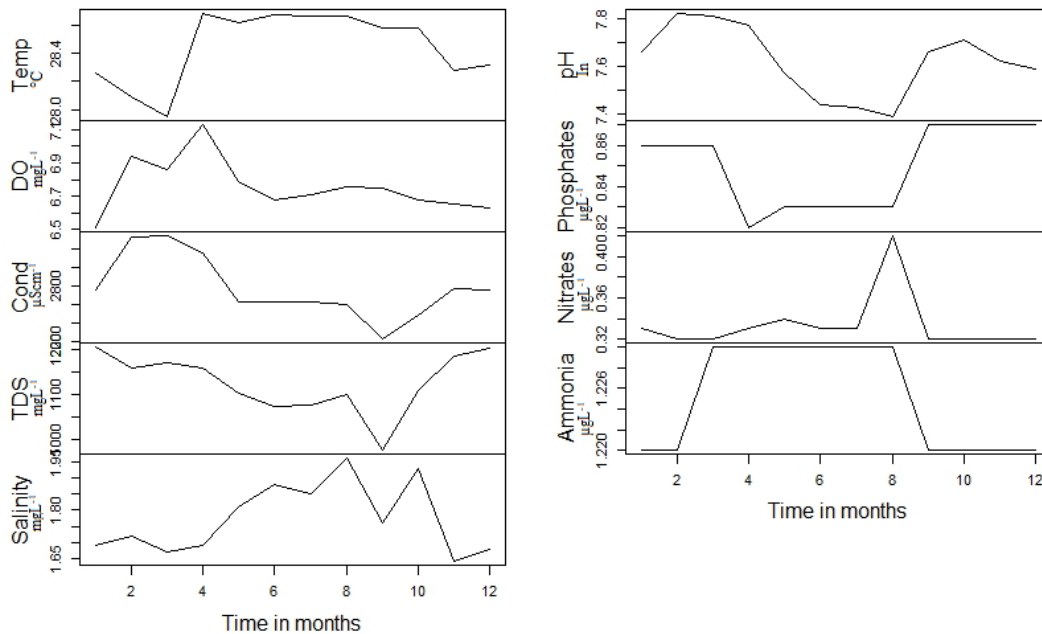 Temp
°C
28.0
28.4
DO
mgL⁻¹
6.5
6.7
6.9
7.1
Cond
µScm⁻¹
2800
TDS
mgL⁻¹
1000
1100
1200
Salinity
mgL⁻¹
1.65
1.80
1.95
2 4 6 8 10 12
Time in months
pH
In
7.4
7.6
7.8
Phosphates
µgL⁻¹
0.82
0.84
0.86
Nitrates
µgL⁻¹
0.32
0.36
0.40
Ammonia
µgL⁻¹
1.220
1.226
2 4 6 8 10 12
Time in months